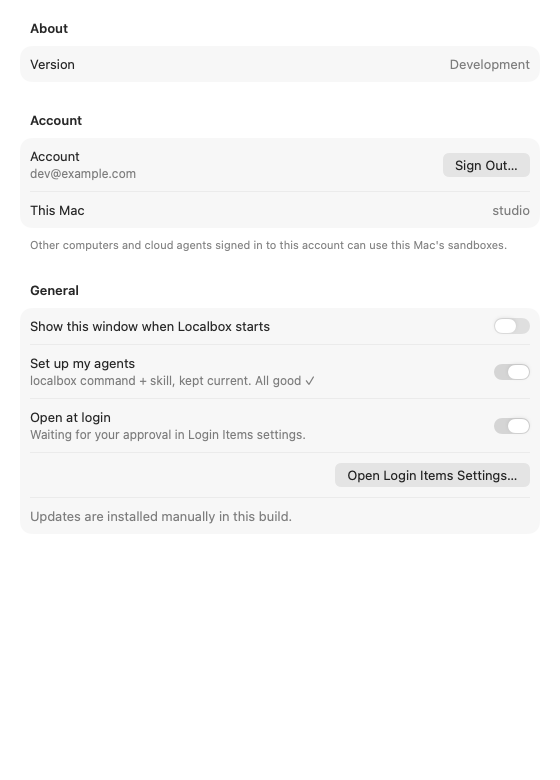 About
Version
Development
Account
Account
dev@example.com
Sign Out...
This Mac
studio
Other computers and cloud agents signed in to this account can use this Mac's sandboxes.
General
Show this window when Localbox starts
Set up my agents
localbox command + skill, kept current. All good ✓
Open at login
Waiting for your approval in Login Items settings.
Open Login Items Settings...
Updates are installed manually in this build.